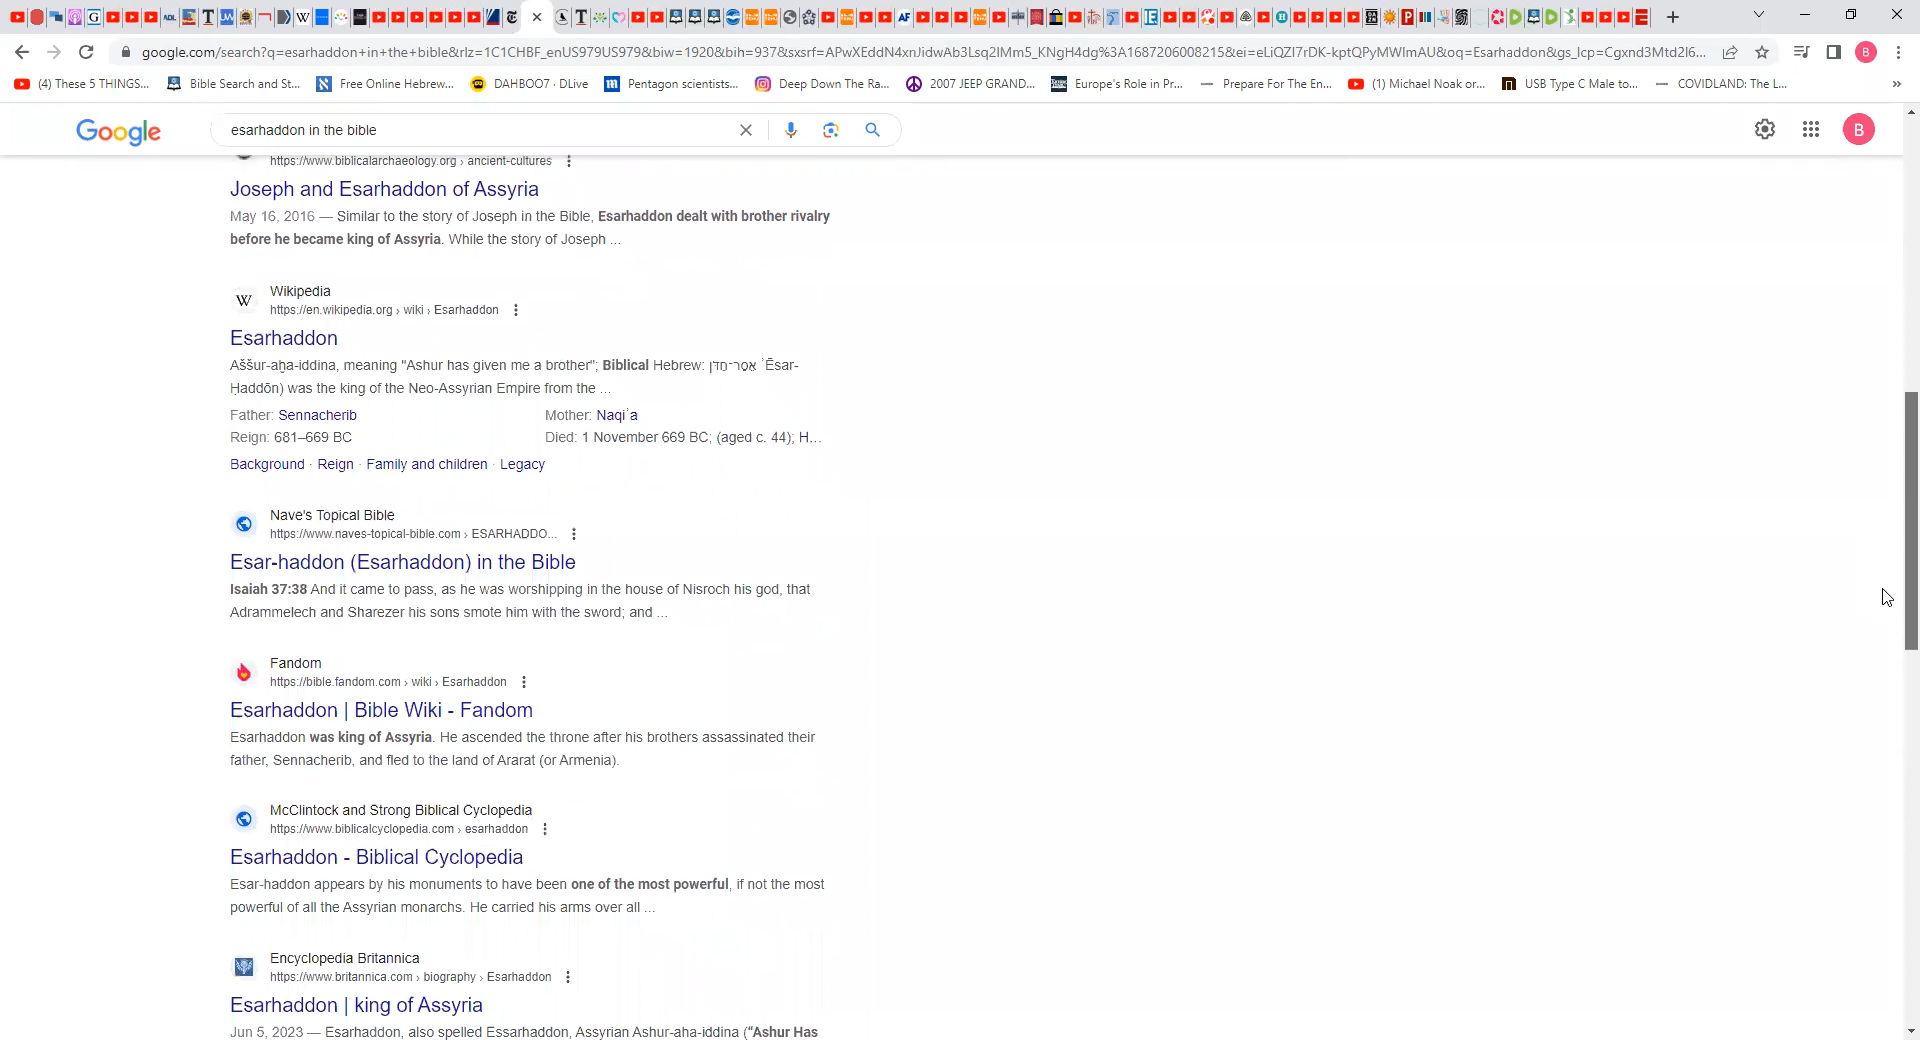 google.com/search?q=esarhaddon+in+the+bible&rlz=1C1CHBF_enUS979US979&biw=1920&bih=937&sxsrf=APwXEddN4xnJidwAb3Lsq2lMm5_KNgH4dg%3A1687206008215&ei=eLiQZI7rDK-kptQPyMWImAU&oq=Esarhaddon&gs_lcp=Cgxnd3Mtd2l6...
B
(4) These 5 THINGS...
Bible Search and St...
Free Online Hebrew...
DAHBOO7 · DLive
Pentagon scientists...
Deep Down The Ra...
2007 JEEP GRAND...
Europe's Role in Pr...
Prepare For The En...
(1) Michael Noak or...
USB Type C Male to...
COVIDLAND: The L...
Google
esarhaddon in the bible
B
https://www.biblicalarchaeology.org › ancient-cultures
Joseph and Esarhaddon of Assyria
May 16, 2016 — Similar to the story of Joseph in the Bible, Esarhaddon dealt with brother rivalry
before he became king of Assyria. While the story of Joseph ...
W
Wikipedia
https://en.wikipedia.org › wiki › Esarhaddon
Esarhaddon
Aššur-aḫa-iddina, meaning "Ashur has given me a brother"; Biblical Hebrew: אֵסַר־חַדֹּן ʾĒsar-
Ḥaddōn) was the king of the Neo-Assyrian Empire from the ...
Father: Sennacherib Mother: Naqiʾa
Reign: 681–669 BC Died: 1 November 669 BC; (aged c. 44); H...
Background · Reign · Family and children · Legacy
Nave's Topical Bible
https://www.naves-topical-bible.com › ESARHADDO...
Esar-haddon (Esarhaddon) in the Bible
Isaiah 37:38 And it came to pass, as he was worshipping in the house of Nisroch his god, that
Adrammelech and Sharezer his sons smote him with the sword; and ...
Fandom
https://bible.fandom.com › wiki › Esarhaddon
Esarhaddon | Bible Wiki - Fandom
Esarhaddon was king of Assyria. He ascended the throne after his brothers assassinated their
father, Sennacherib, and fled to the land of Ararat (or Armenia).
McClintock and Strong Biblical Cyclopedia
https://www.biblicalcyclopedia.com › esarhaddon
Esarhaddon - Biblical Cyclopedia
Esar-haddon appears by his monuments to have been one of the most powerful, if not the most
powerful of all the Assyrian monarchs. He carried his arms over all ...
Encyclopedia Britannica
https://www.britannica.com › biography › Esarhaddon
Esarhaddon | king of Assyria
Jun 5, 2023 — Esarhaddon, also spelled Essarhaddon, Assyrian Ashur-aha-iddina ("Ashur Has